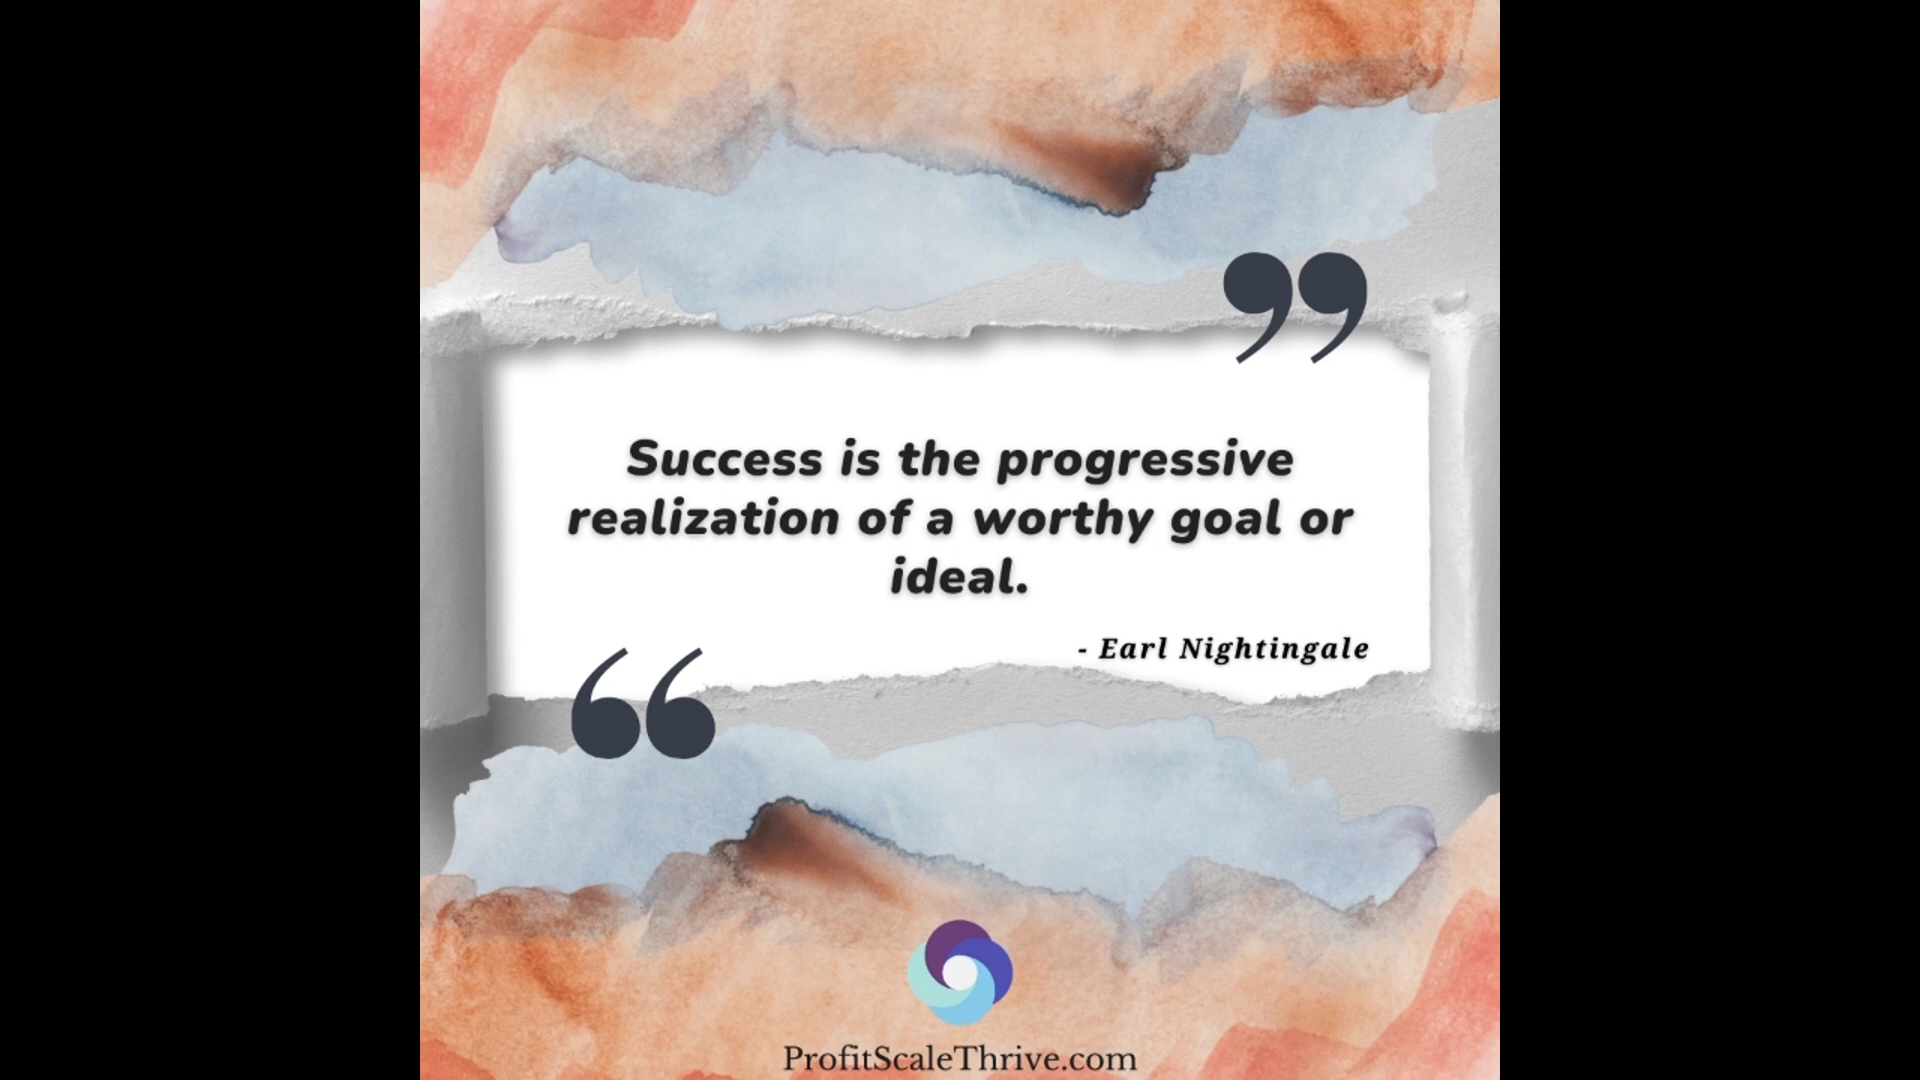 ”
Success is the progressive
realization of a worthy goal or
ideal.
- Earl Nightingale
“
ProfitScaleThrive.com